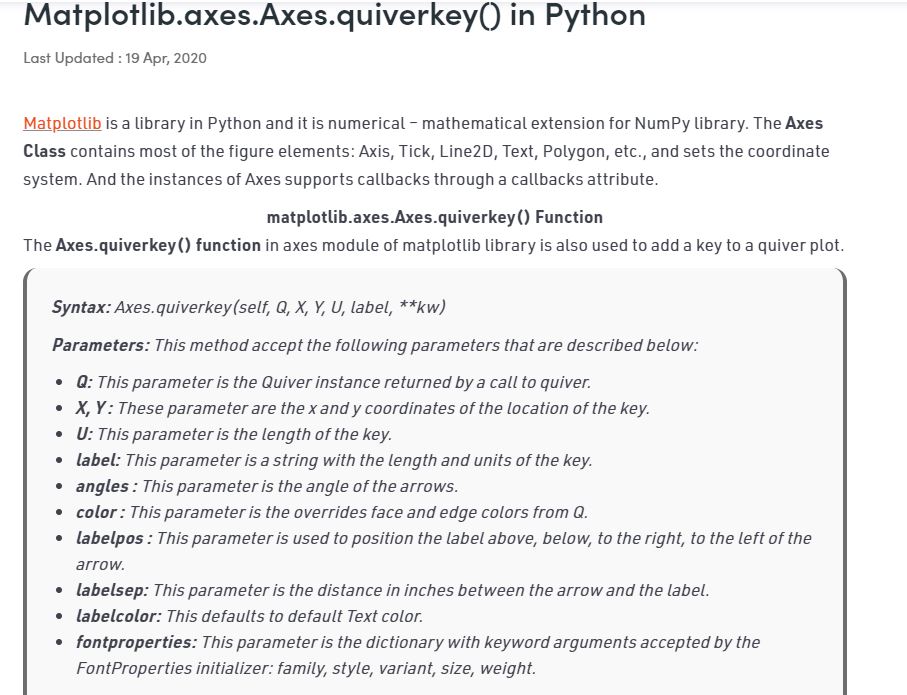 Matplotlib.axes.Axes.quiverkey() in Python
Last Updated : 19 Apr, 2020
Matplotlib is a library in Python and it is numerical – mathematical extension for NumPy library. The Axes
Class contains most of the figure elements: Axis, Tick, Line2D, Text, Polygon, etc., and sets the coordinate
system. And the instances of Axes supports callbacks through a callbacks attribute.
matplotlib.axes.Axes.quiverkey() Function
The Axes.quiverkey() function in axes module of matplotlib library is also used to add a key to a quiver plot.
Syntax: Axes.quiverkey(self, Q, X, Y, U, label, **kw)
Parameters: This method accept the following parameters that are described below:
• Q: This parameter is the Quiver instance returned by a call to quiver.
• X, Y : These parameter are the x and y coordinates of the location of the key.
• U: This parameter is the length of the key.
• label: This parameter is a string with the length and units of the key.
• angles : This parameter is the angle of the arrows.
• color : This parameter is the overrides face and edge colors from Q.
• labelpos : This parameter is used to position the label above, below, to the right, to the left of the
arrow.
• labelsep: This parameter is the distance in inches between the arrow and the label.
• labelcolor: This defaults to default Text color.
• fontproperties: This parameter is the dictionary with keyword arguments accepted by the
FontProperties initializer: family, style, variant, size, weight.